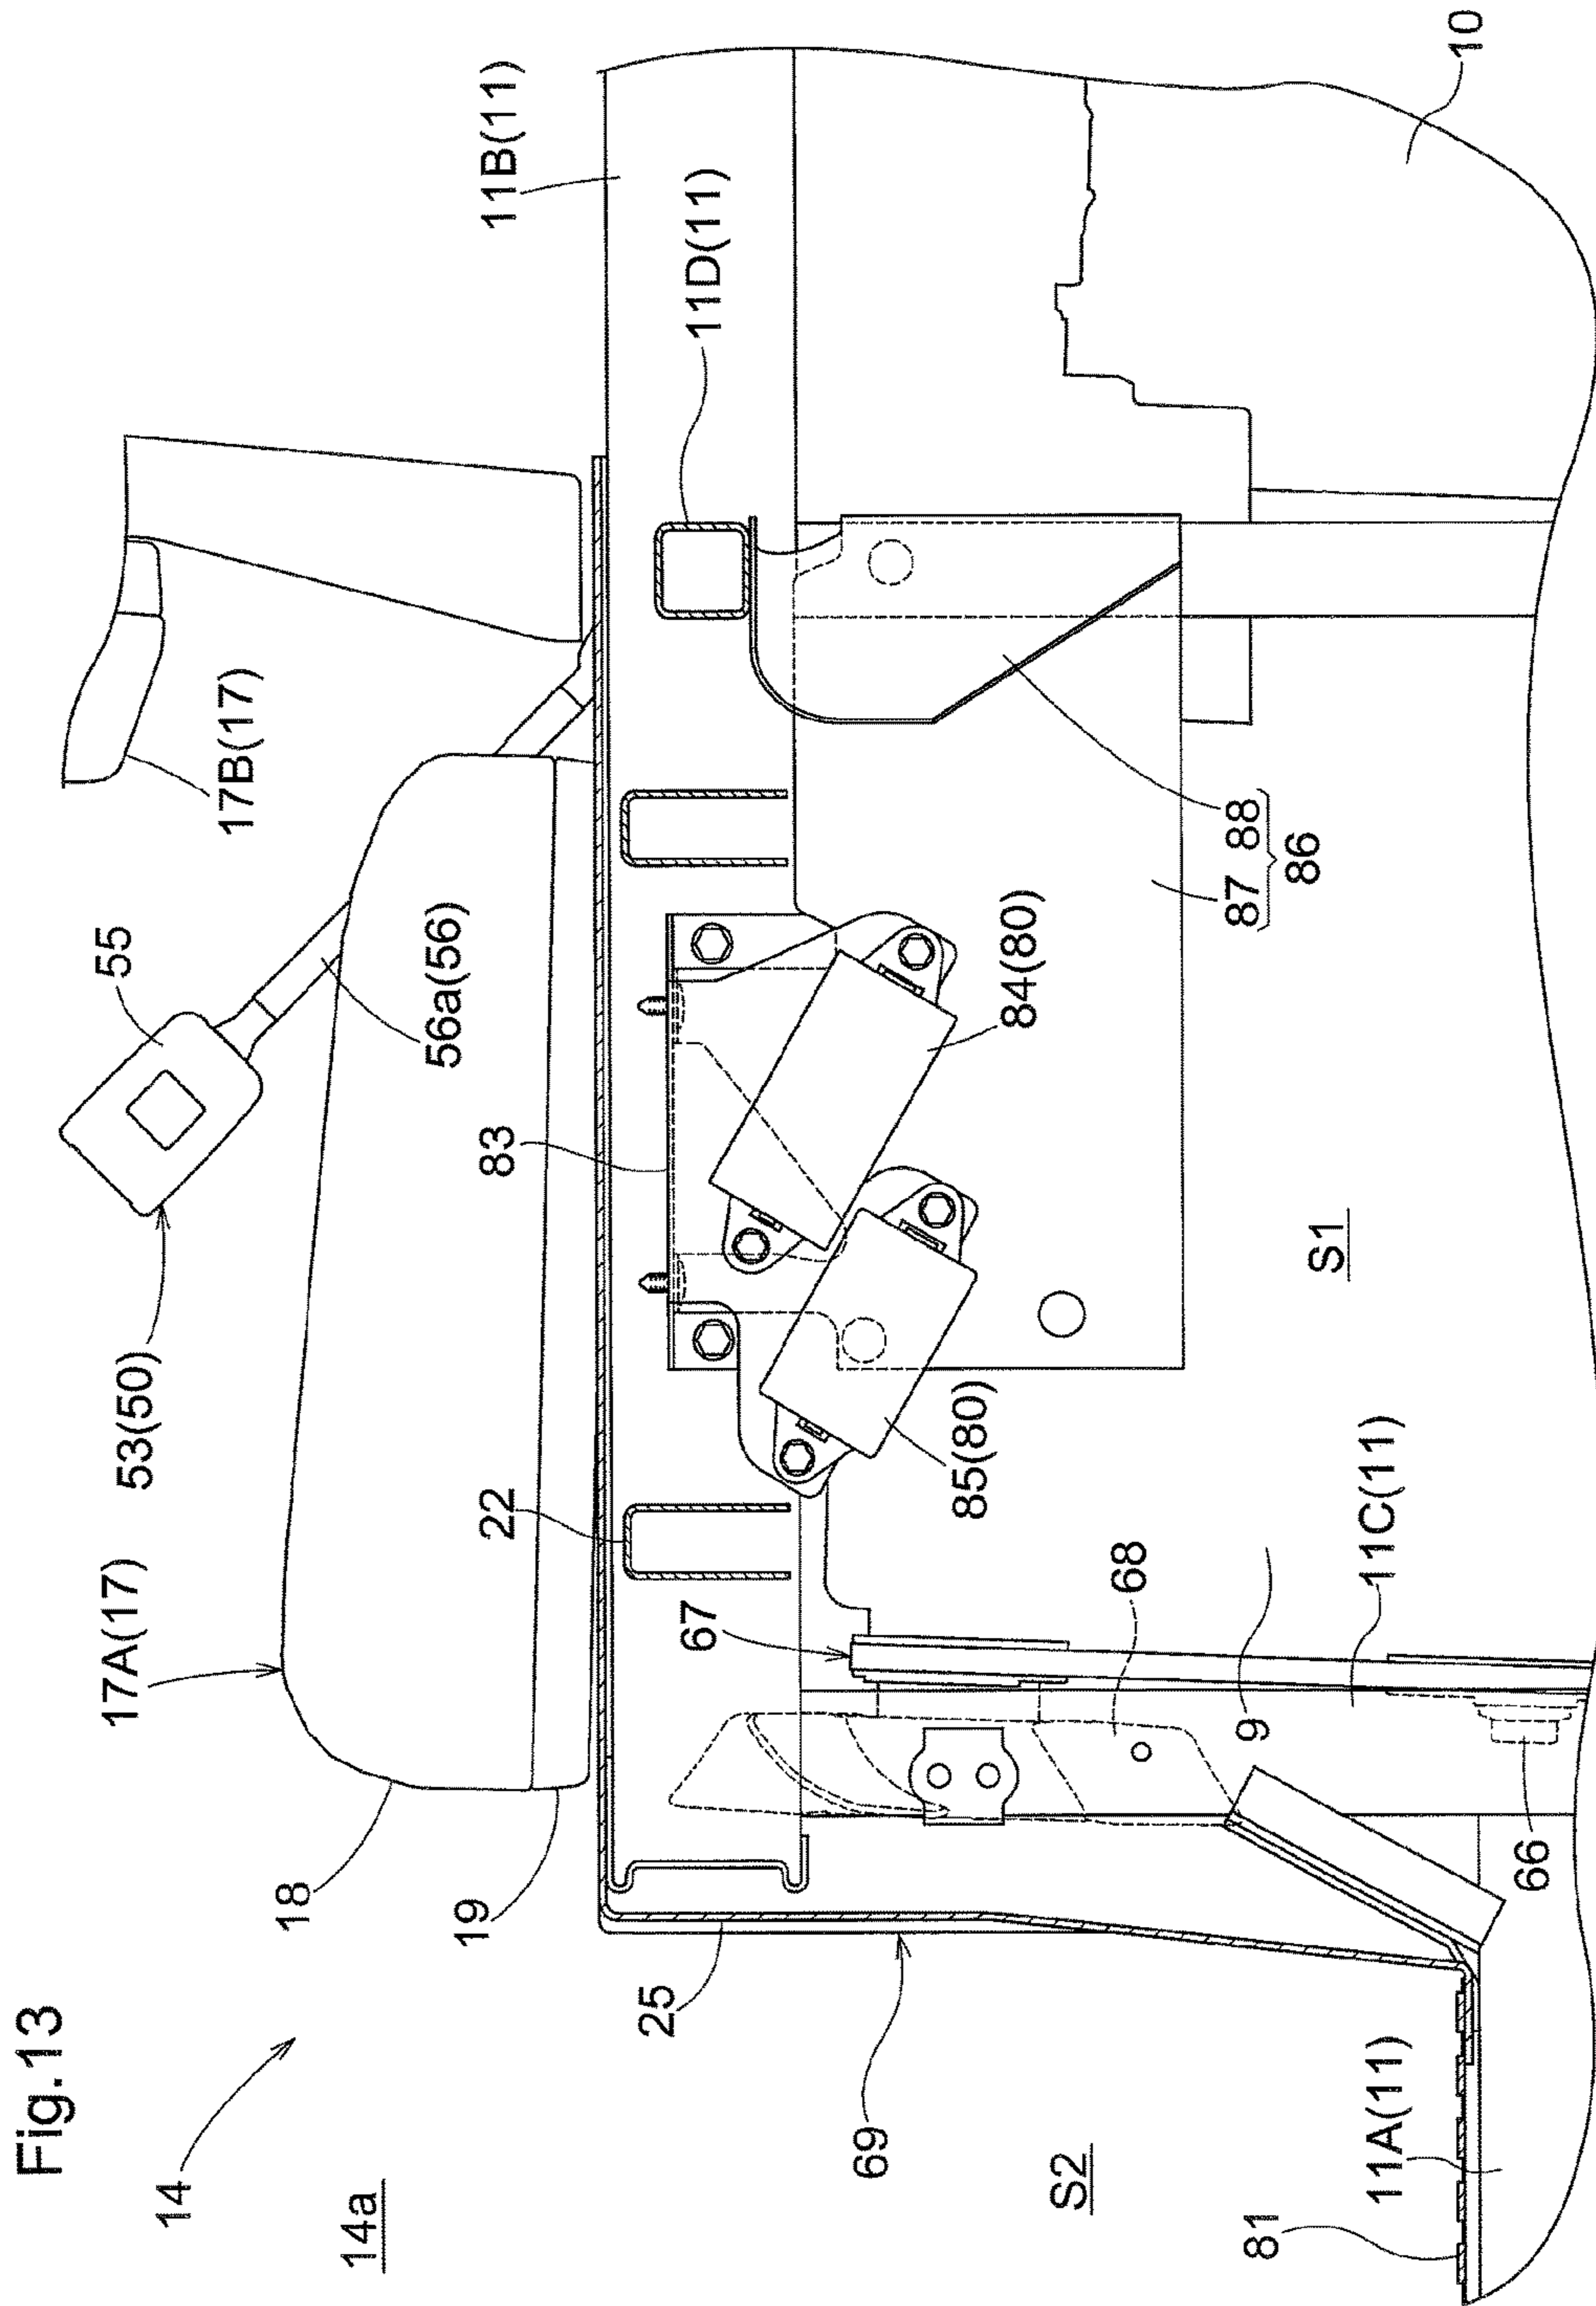 Fig.13
14
14a
18
19
17A(17)
53(50)
55
56a(56)
17B(17)
11B(11)
11D(11)
10
22
83
25
69
67
68
85(80)
84(80)
87 88
86
S1
S2
9
11C(11)
66
11A(11)
81